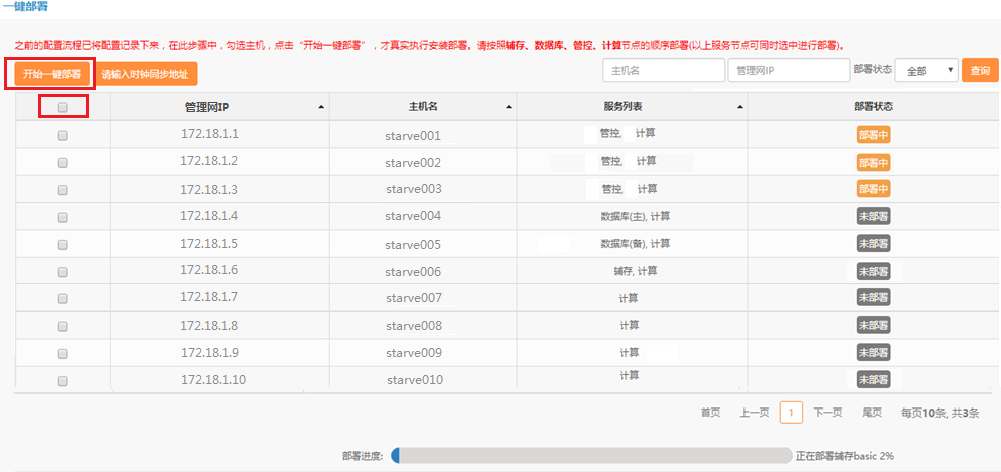 一键部署
之前的配置流程已将配置记录下来，在此步骤中，勾选主机，点击“开始一键部署”，才真实执行安装部署。请按照辅存、数据库、管控、计算节点的顺序部署(以上服务节点可同时选中进行部署)。
开始一键部署 请输入时钟同步地址 主机名 管理网IP 部署状态 全部 查询
管理网IP 主机名 服务列表 部署状态
172.18.1.1 starve001 管控, 计算 部署中
172.18.1.2 starve002 管控, 计算 部署中
172.18.1.3 starve003 管控, 计算 部署中
172.18.1.4 starve004 数据库(主), 计算 未部署
172.18.1.5 starve005 数据库(备), 计算 未部署
172.18.1.6 starve006 辅存, 计算 未部署
172.18.1.7 starve007 计算 未部署
172.18.1.8 starve008 计算 未部署
172.18.1.9 starve009 计算 未部署
172.18.1.10 starve010 计算 未部署
首页 上一页 1 下一页 尾页 每页10条, 共3条
部署进度: 正在部署辅存basic 2%